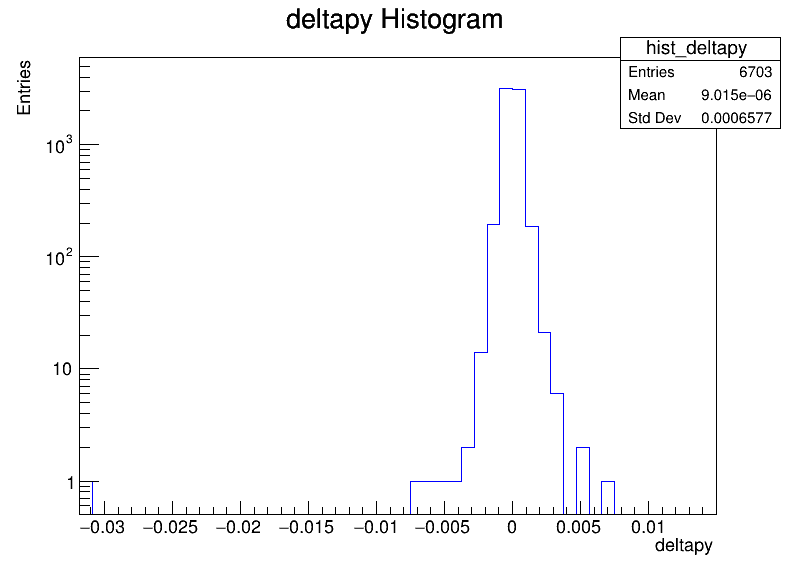 deltapy Histogram
hist_deltapy
Entries 6703
Mean 9.015e−06
Std Dev 0.0006577
Entries
10³
10²
10
1
−0.03 −0.025 −0.02 −0.015 −0.01 −0.005 0 0.005 0.01
deltapy